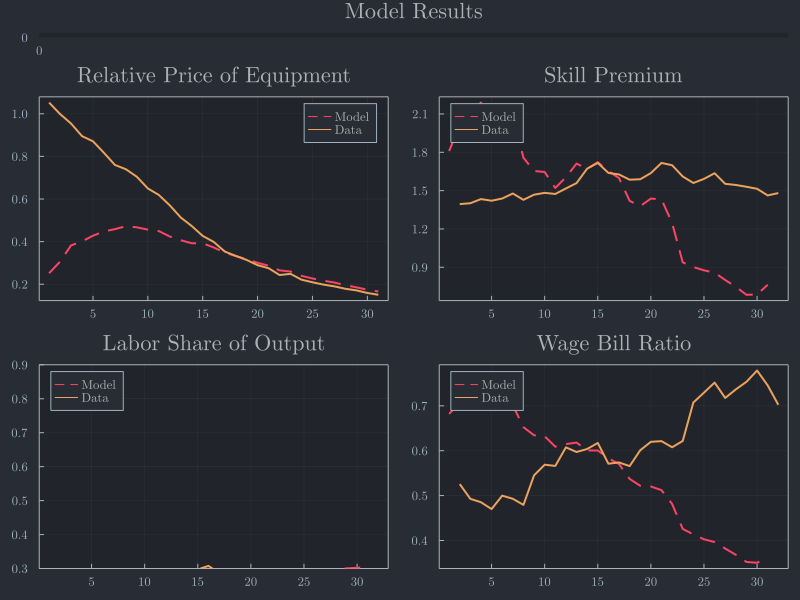 Model Results
0
0
Relative Price of Equipment
Skill Premium
1.0
0.8
0.6
0.4
0.2
Model
Data
5 10 15 20 25 30
2.1
1.8
1.5
1.2
0.9
Model
Data
5 10 15 20 25 30
Labor Share of Output
Wage Bill Ratio
0.9
0.8
0.7
0.6
0.5
0.4
0.3
Model
Data
5 10 15 20 25 30
0.7
0.6
0.5
0.4
Model
Data
5 10 15 20 25 30